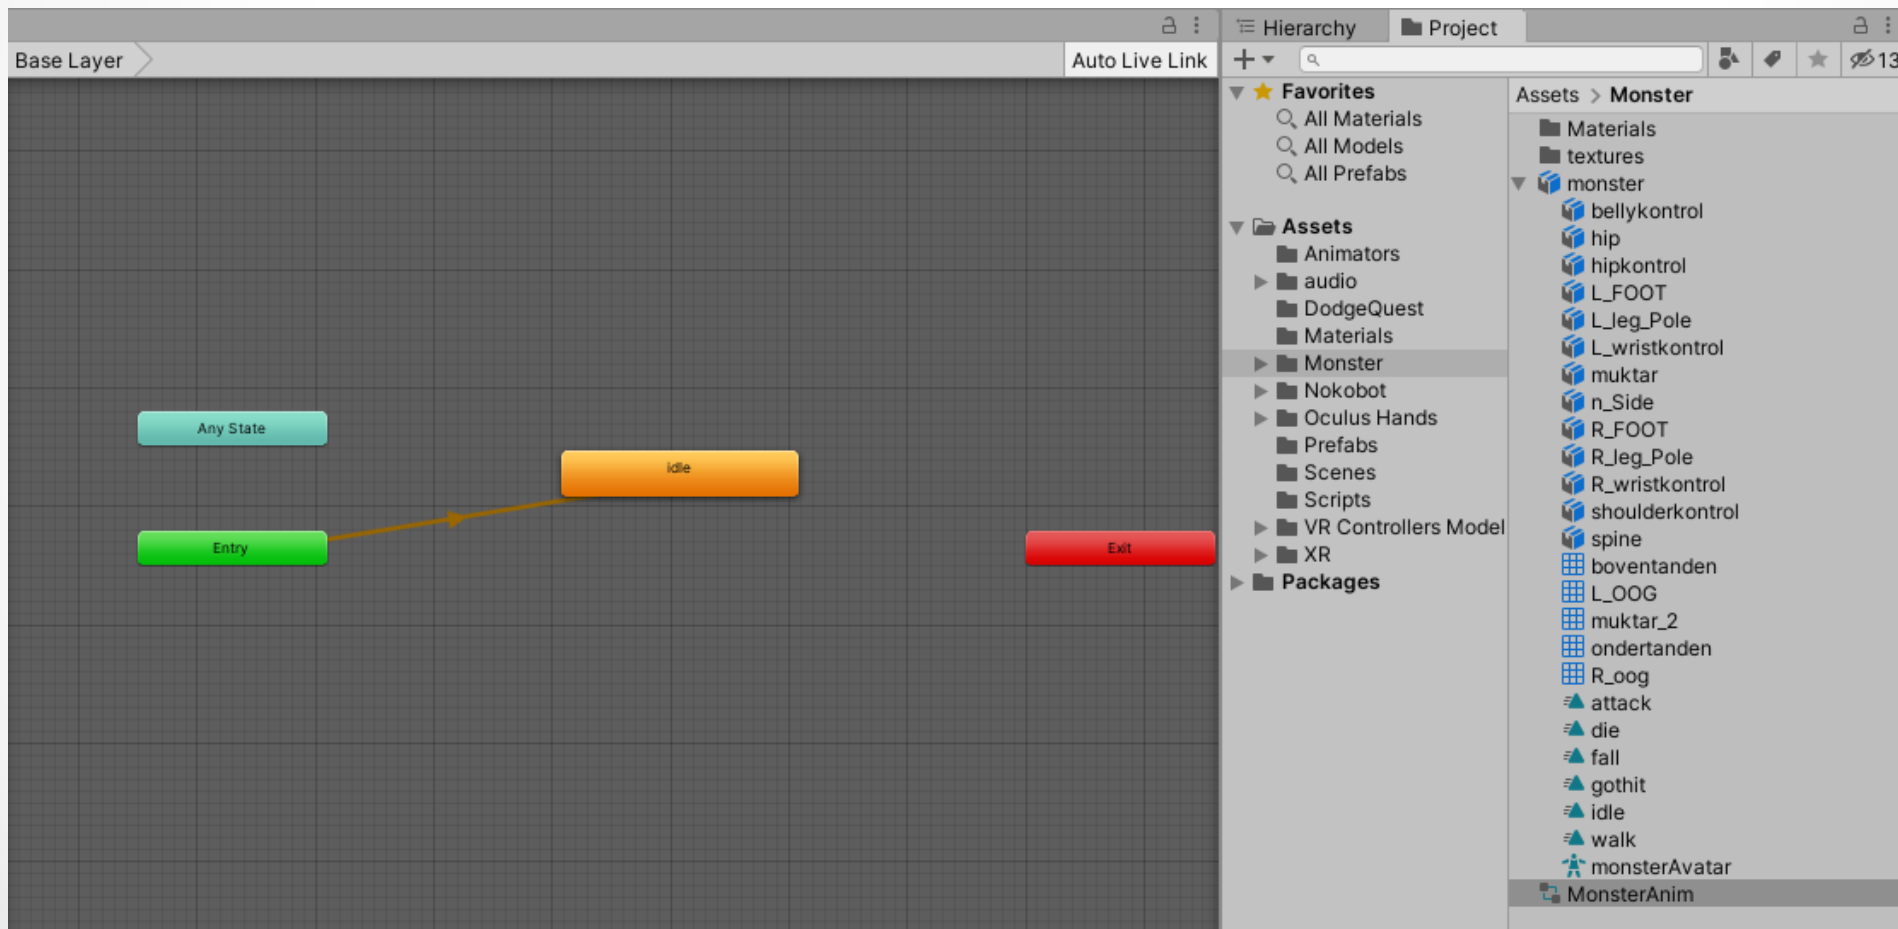 Base Layer
Auto Live Link
Any State
idle
Entry
Exit
Hierarchy
Project
13
Favorites
All Materials
All Models
All Prefabs
Assets
Animators
audio
DodgeQuest
Materials
Monster
Nokobot
Oculus Hands
Prefabs
Scenes
Scripts
VR Controllers Model
XR
Packages
Assets > Monster
Materials
textures
monster
bellykontrol
hip
hipkontrol
L_FOOT
L_leg_Pole
L_wristkontrol
muktar
n_Side
R_FOOT
R_leg_Pole
R_wristkontrol
shoulderkontrol
spine
boventanden
L_OOG
muktar_2
ondertanden
R_oog
attack
die
fall
gothit
idle
walk
monsterAvatar
MonsterAnim